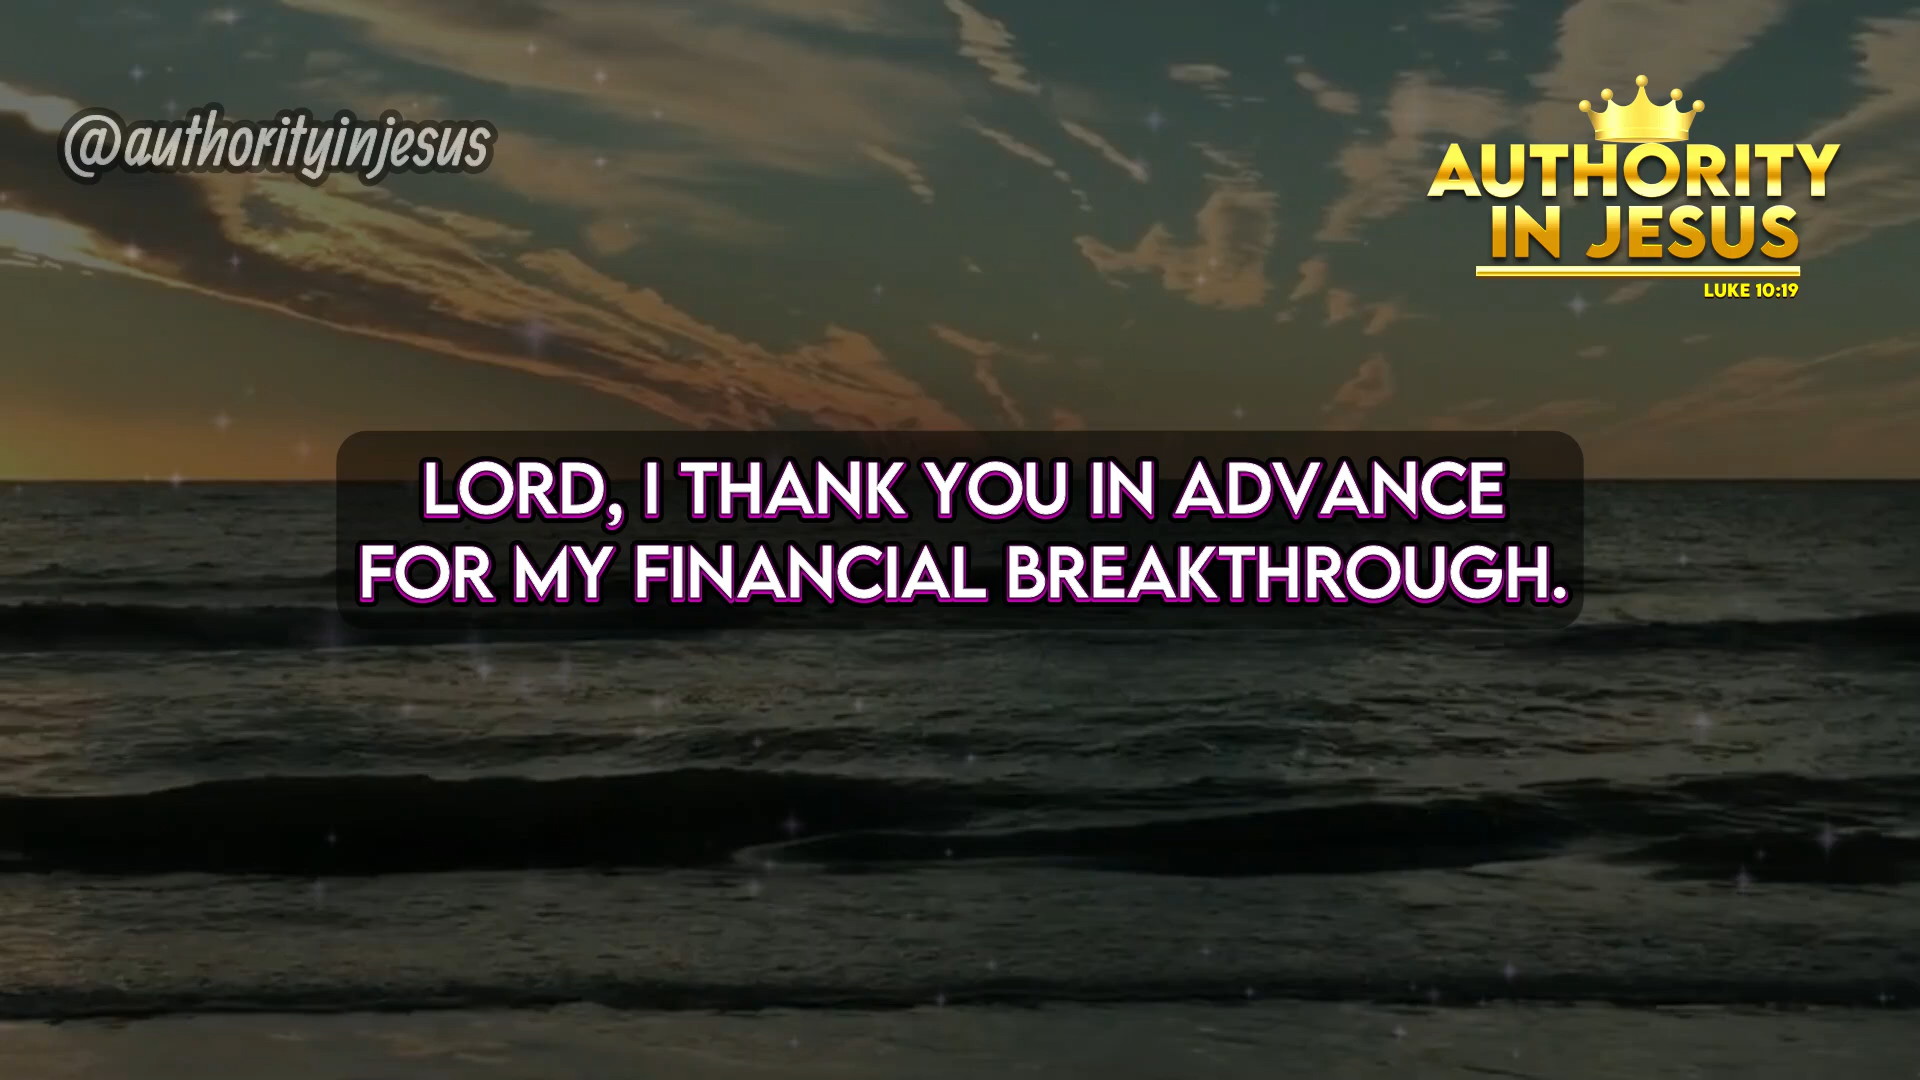 @authorityinjesus
AUTHORITY
IN JESUS
LUKE 10:19
LORD, I THANK YOU IN ADVANCE
FOR MY FINANCIAL BREAKTHROUGH.